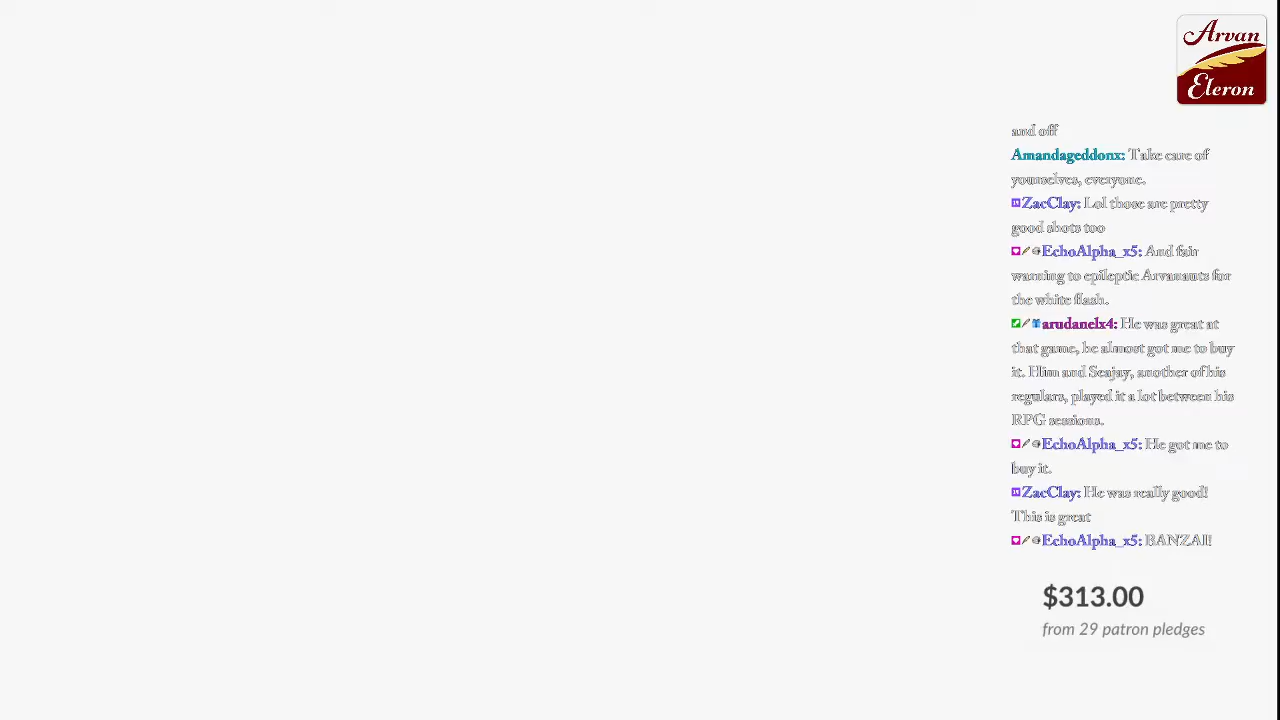 Arvan
Eleron
and off
Amandageddonx: Take care of
yourselves, everyone.
ZacClay: Lol those are pretty
good shots too
EchoAlpha_x5: And fair
warning to epileptic Arvanauts for
the white flash.
arudanelx4: He was great at
that game, he almost got me to buy
it. Him and Seajay, another of his
regulars, played it a lot between his
RPG sessions.
EchoAlpha_x5: He got me to
buy it.
ZacClay: He was really good!
This is great
EchoAlpha_x5: BANZAI!
$313.00
from 29 patron pledges